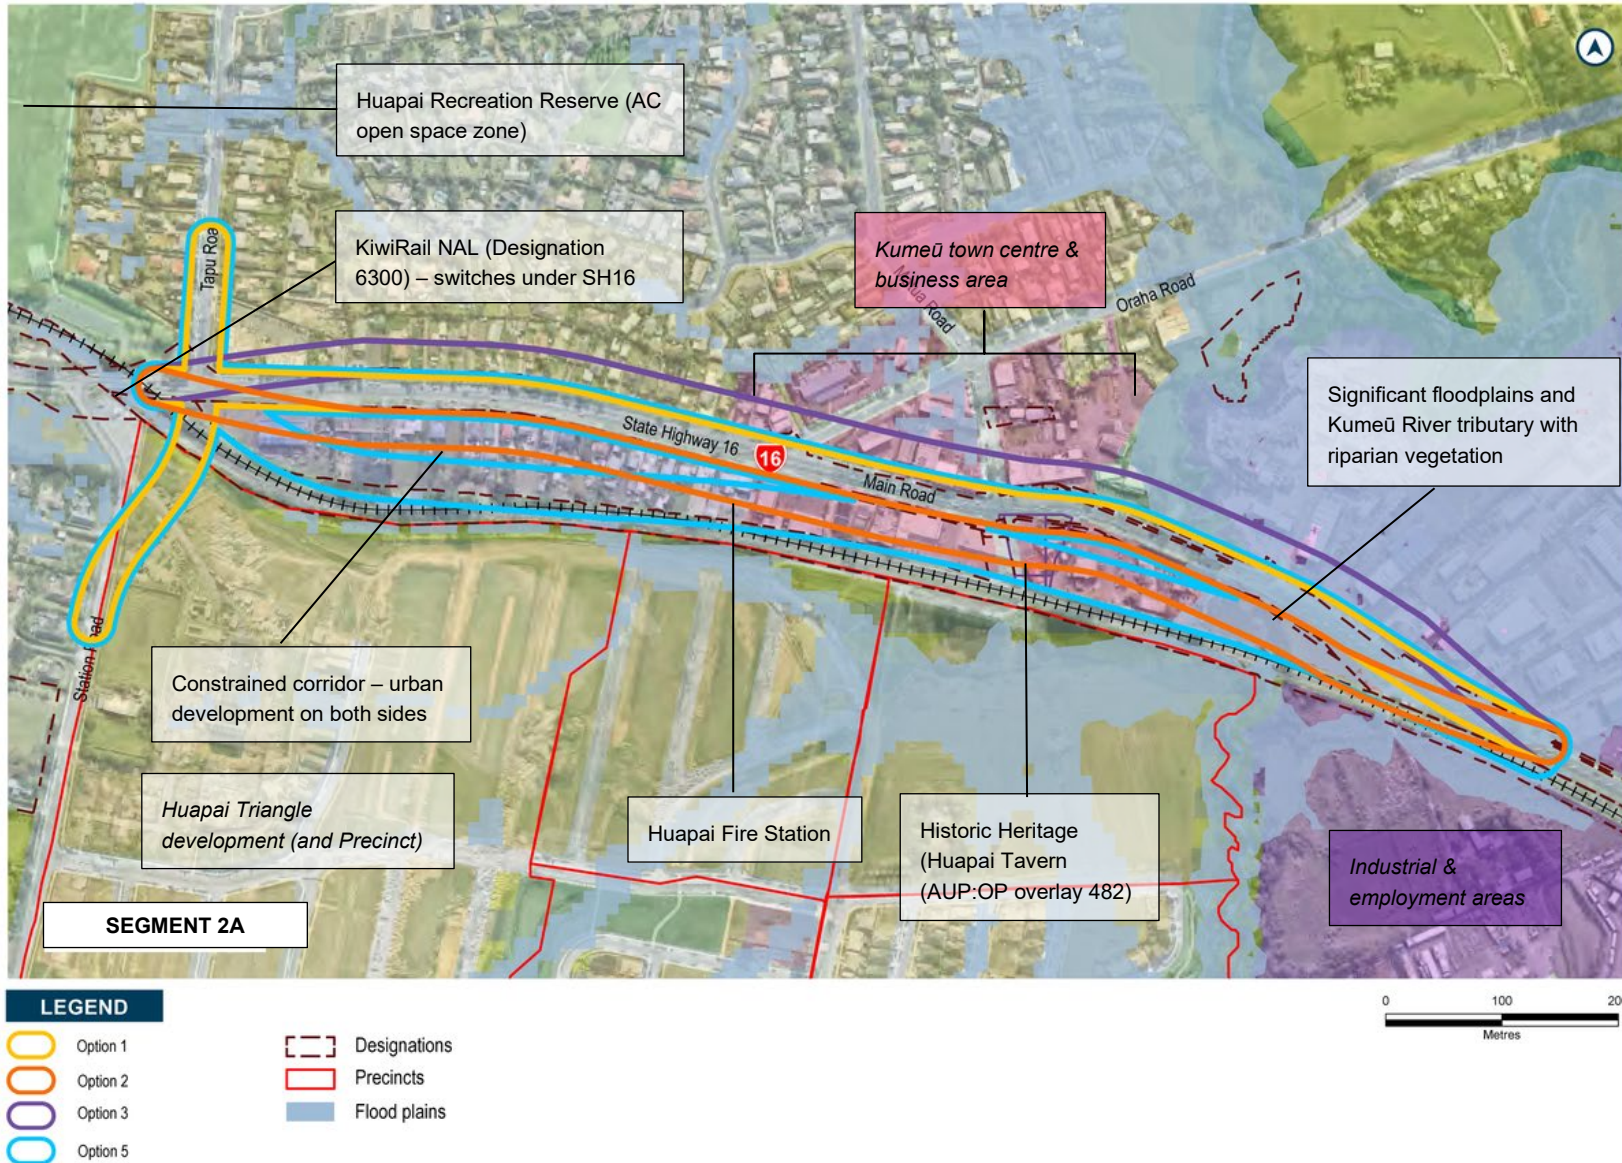 Huapai Recreation Reserve (AC
open space zone)
KiwiRail NAL (Designation
6300) – switches under SH16
Kumeū town centre &
business area
Tapu Roa
Road
Oraha Road
Significant floodplains and
Kumeū River tributary with
riparian vegetation
State Highway 16
16
Main Road
Station
Constrained corridor – urban
development on both sides
Huapai Triangle
development (and Precinct)
Huapai Fire Station
Historic Heritage
(Huapai Tavern
(AUP:OP overlay 482)
Industrial &
employment areas
SEGMENT 2A
LEGEND
Option 1
Option 2
Option 3
Option 5
Designations
Precincts
Flood plains
0 100 20
Metres